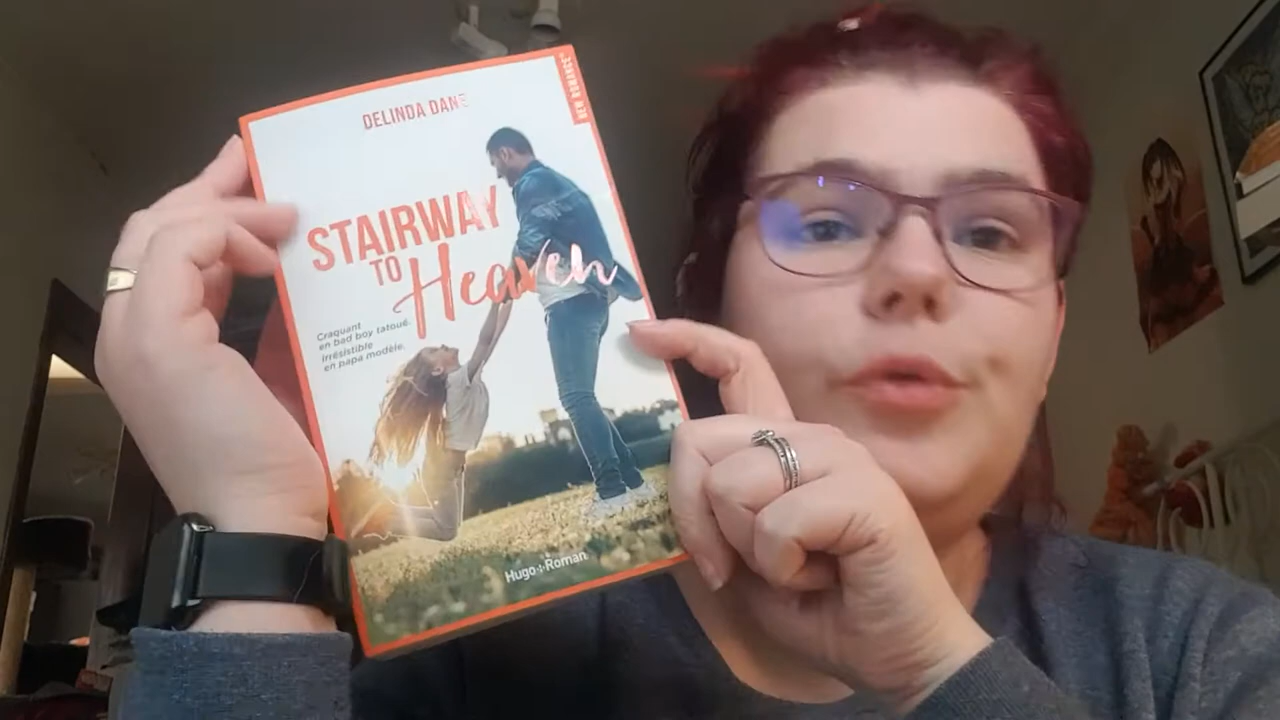 DELINDA DANE
NEW ROMANCE
STAIRWAY
TO Heaven
Craquant
en bad boy tatoué.
Irrésistible
en papa modèle.
Hugo + Roman